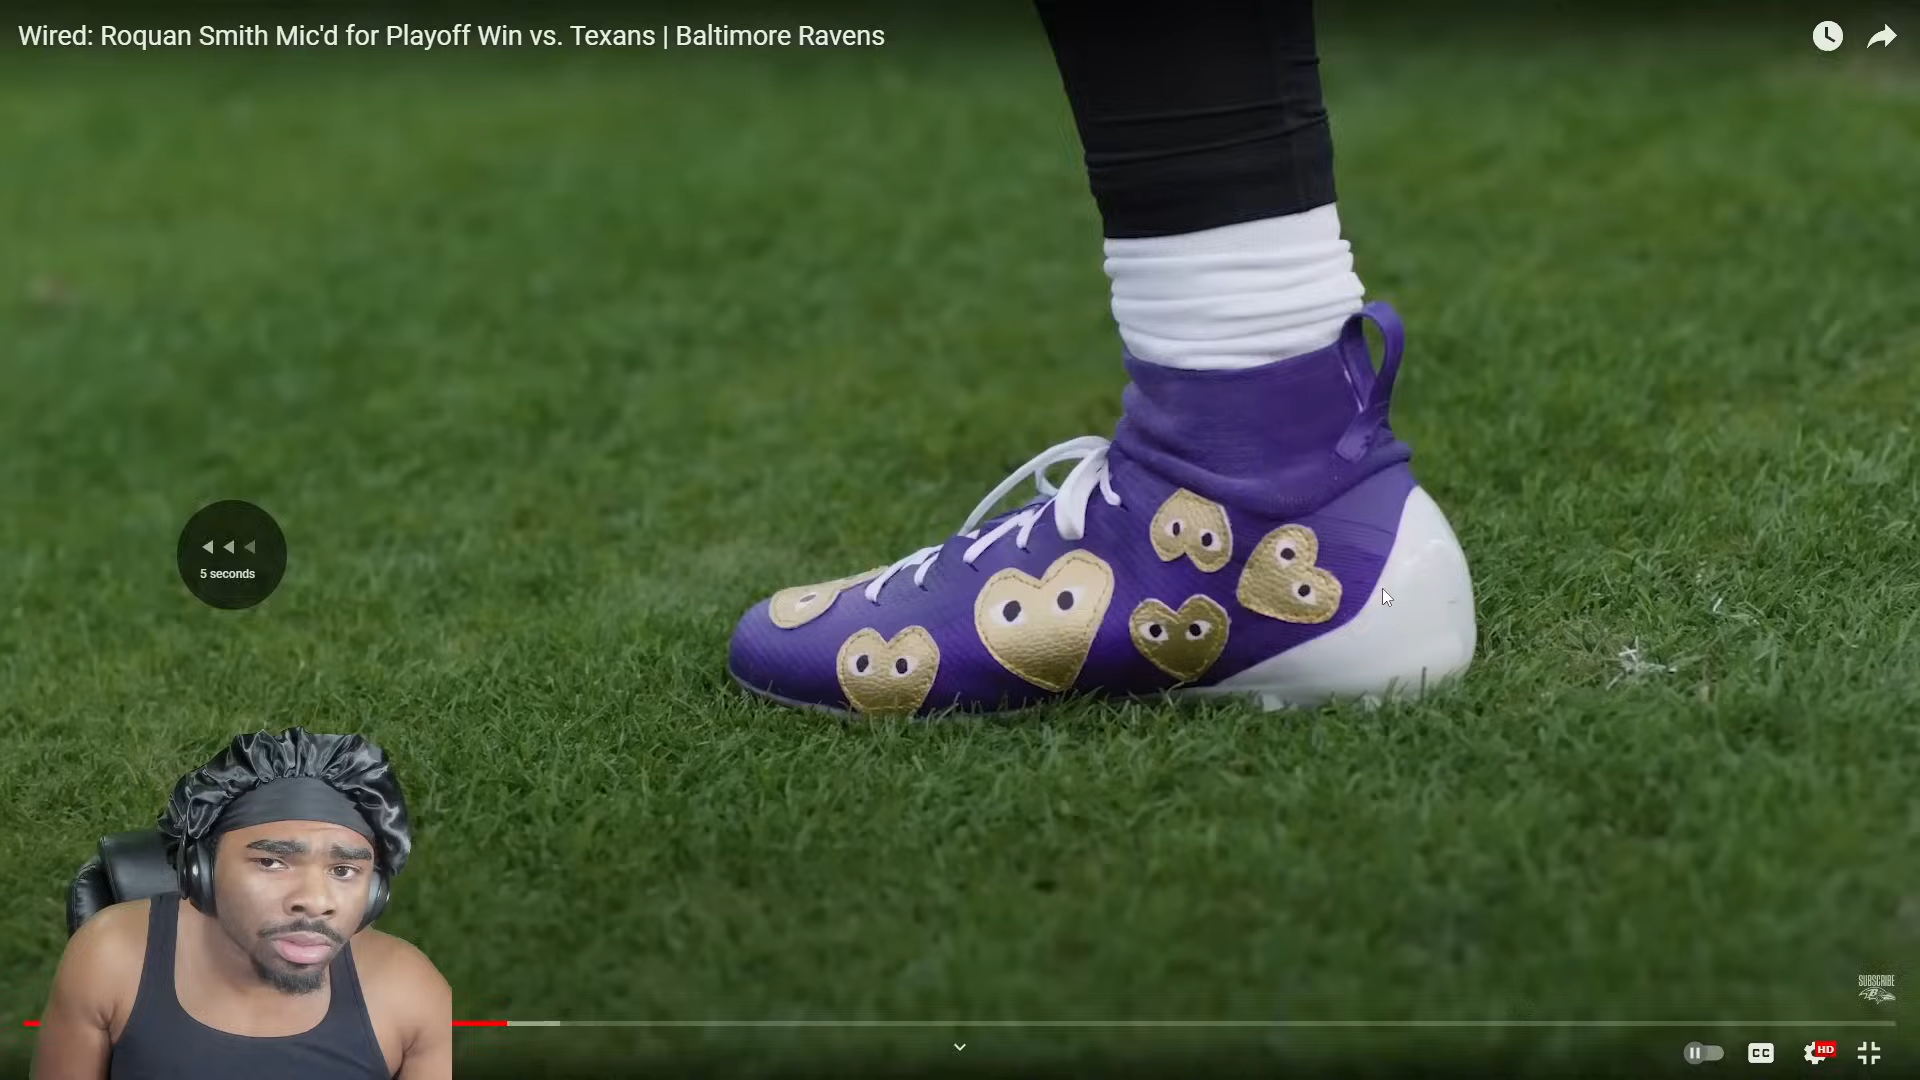 Wired: Roquan Smith Mic'd for Playoff Win vs. Texans | Baltimore Ravens
5 seconds
SUBSCRIBE
CC
HD